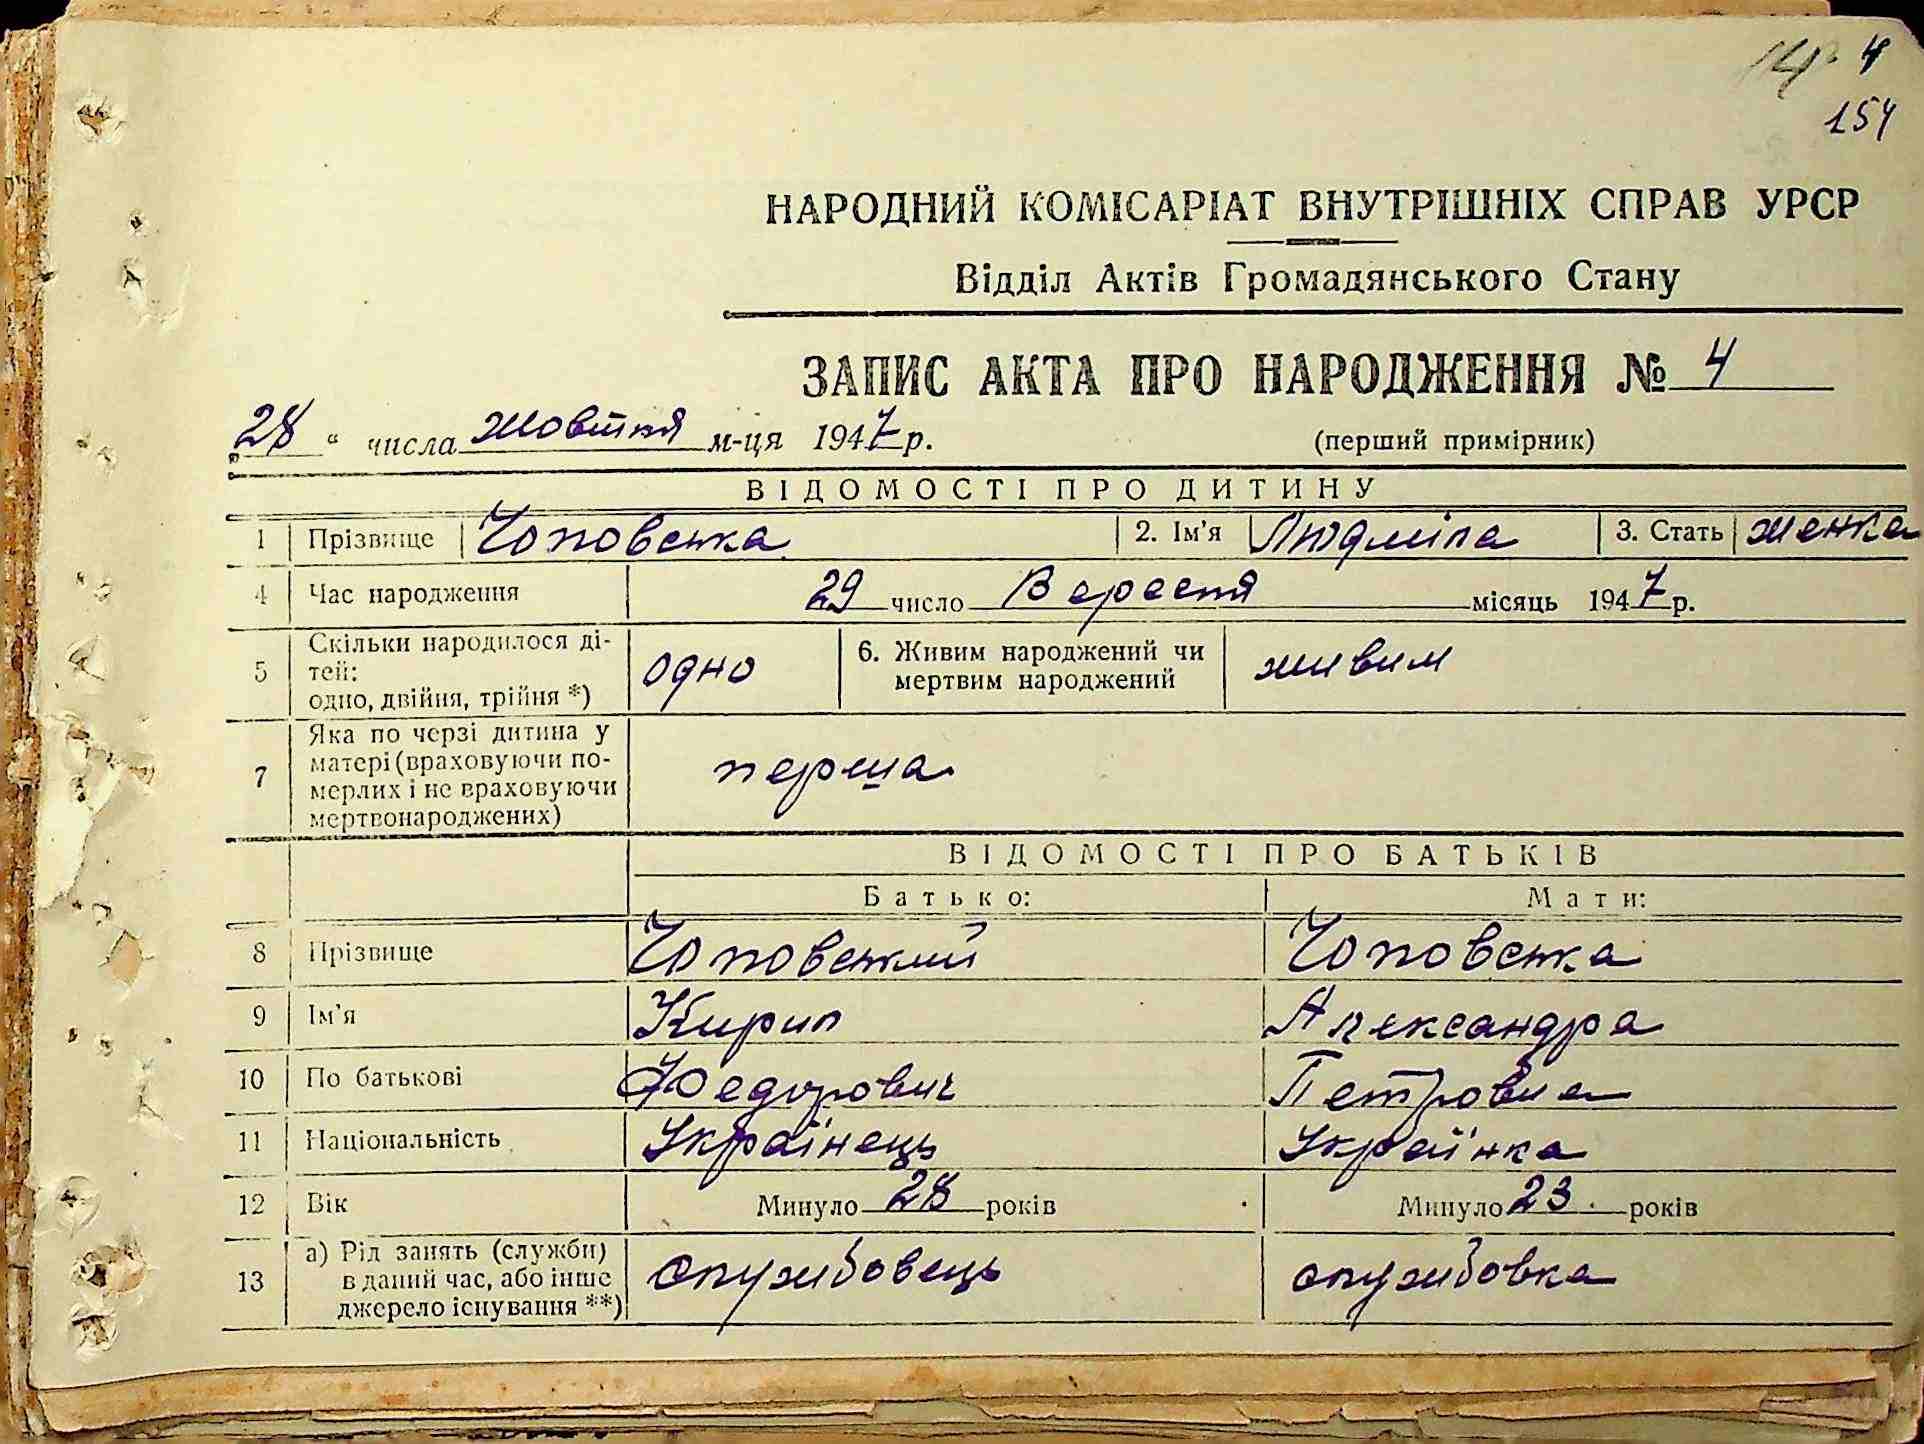 4
154
НАРОДНИЙ КОМІСАРІАТ ВНУТРІШНІХ СПРАВ УРСР
Відділ Актів Громадянського Стану
ЗАПИС АКТА ПРО НАРОДЖЕННЯ № 4
„28“ числа жовтня м-ця 1947 р.
(перший примірник)
ВІДОМОСТІ ПРО ДИТИНУ
1 Прізвище Чоповська 2. Ім'я Людміла 3. Стать женка
4 Час народження 29 число Вересня місяць 1947 р.
5 Скільки народилося ді-
тей:
одно, двійня, трійня *) одно
6. Живим народжений чи
мертвим народжений живим
7 Яка по черзі дитина у
матері (враховуючи по-
мерлих і не враховуючи
мертвонароджених) перша
ВІДОМОСТІ ПРО БАТЬКІВ
Батько: Мати:
8 Прізвище Чоповський Чоповська
9 Ім'я Кирил Александра
10 По батькові Федорович Петровна
11 Національність Українець Українка
12 Вік Минуло 28 років Минуло 23 років
13 а) Рід занять (служби)
в даний час, або інше
джерело існування **) службовець службовка